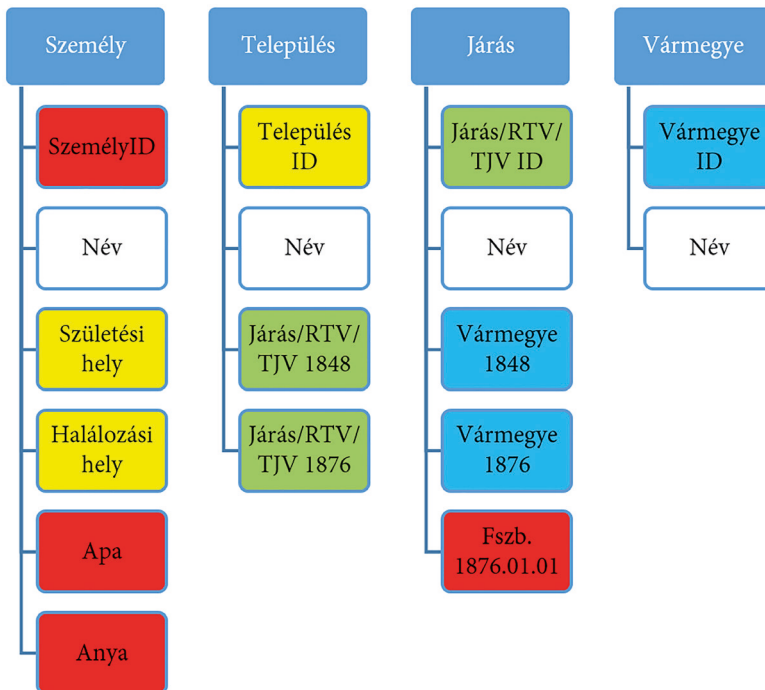 Személy
SzemélyID
Név
Születési
hely
Halálozási
hely
Apa
Anya
Település
Település
ID
Név
Járás/RTV/
TJV 1848
Járás/RTV/
TJV 1876
Járás
Járás/RTV/
TJV ID
Név
Vármegye
1848
Vármegye
1876
Fszb.
1876.01.01
Vármegye
Vármegye
ID
Név